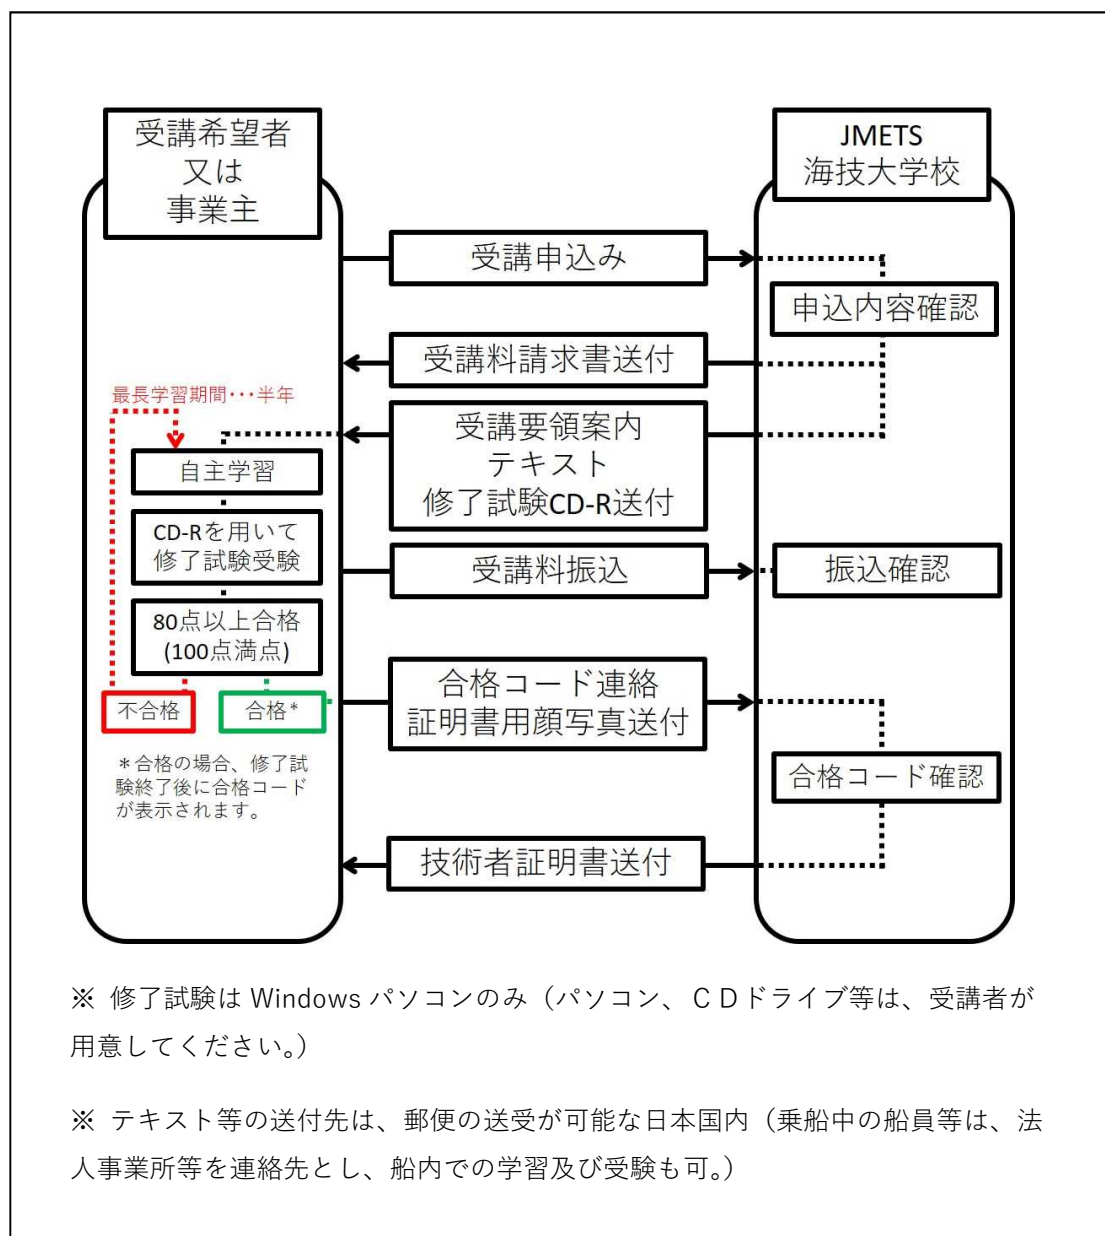 受講希望者
又は
事業主
JMETS
海技大学校
受講申込み
申込内容確認
受講料請求書送付
最長学習期間･･･半年
受講要領案内
テキスト
修了試験CD-R送付
自主学習
CD-Rを用いて
修了試験受験
受講料振込
振込確認
80点以上合格
(100点満点)
合格コード連絡
証明書用顔写真送付
不合格
合格*
＊合格の場合、修了試
験終了後に合格コード
が表示されます。
合格コード確認
技術者証明書送付
※ 修了試験は Windows パソコンのみ（パソコン、ＣＤドライブ等は、受講者が
用意してください。）
※ テキスト等の送付先は、郵便の送受が可能な日本国内（乗船中の船員等は、法
人事業所等を連絡先とし、船内での学習及び受験も可。）